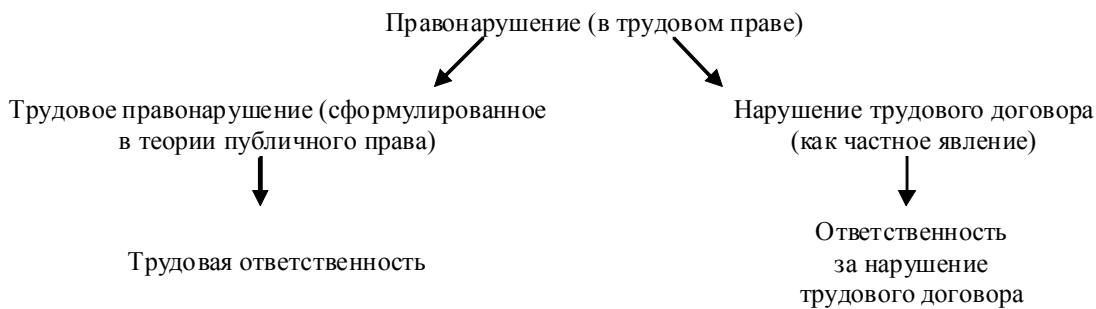 Правонарушение (в трудовом праве)
Трудовое правонарушение (сформулированное
в теории публичного права)
Нарушение трудового договора
(как частное явление)
Трудовая ответственность
Ответственность
за нарушение
трудового договора